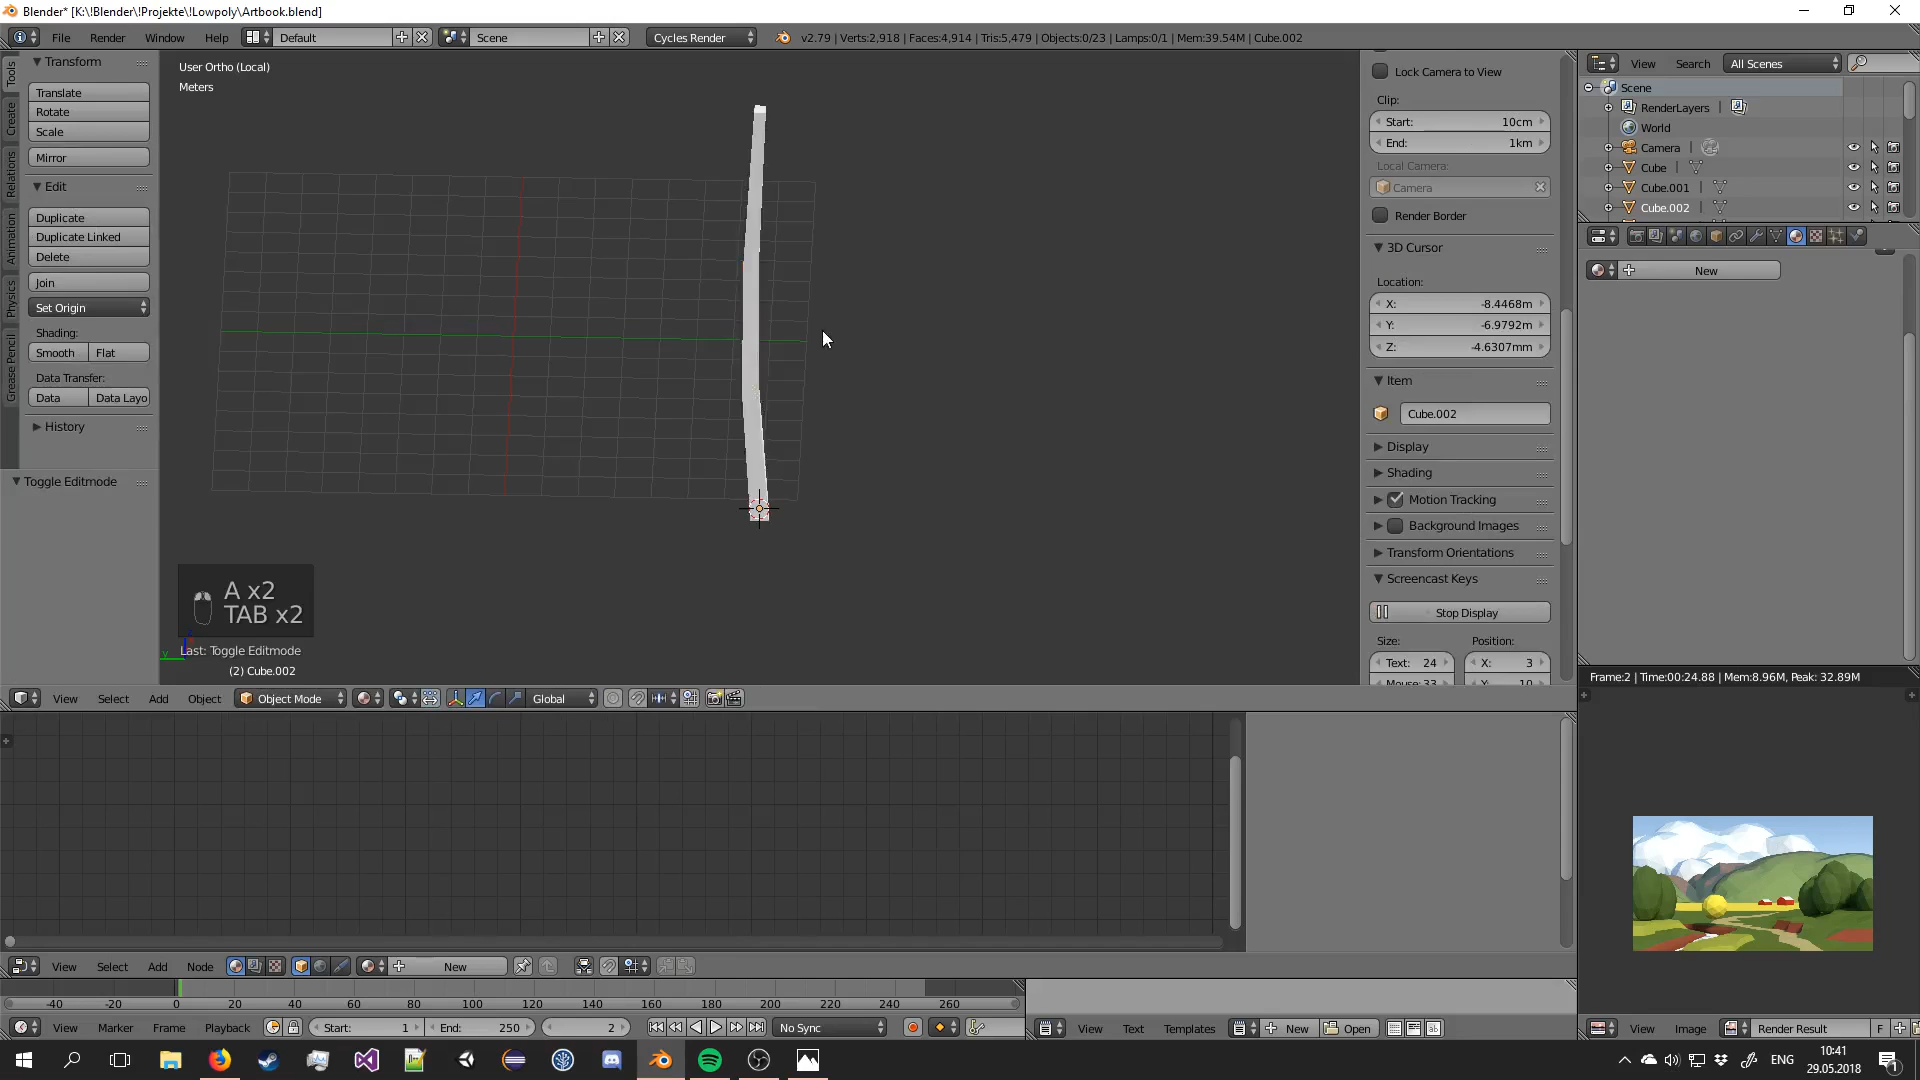 Blender* [K:\!Blender\!Projekte\!Lowpoly\Artbook.blend]
File Render Window Help Default Scene Cycles Render v2.79 | Verts:2,918 | Faces:4,914 | Tris:5,479 | Objects:0/23 | Lamps:0/1 | Mem:39.54M | Cube.002
Tools
Create
Relations
Animation
Physics
Grease Pencil
Transform
Translate
Rotate
Scale
Mirror
Edit
Duplicate
Duplicate Linked
Delete
Join
Set Origin
Shading:
Smooth Flat
Data Transfer:
Data Data Layo
History
Toggle Editmode
User Ortho (Local)
Meters
A x2
TAB x2
Last: Toggle Editmode
(2) Cube.002
Lock Camera to View
Clip:
Start: 10cm
End: 1km
Local Camera:
Camera
Render Border
3D Cursor
Location:
X: -8.4468m
Y: -6.9792m
Z: -4.6307mm
Item
Cube.002
Display
Shading
Motion Tracking
Background Images
Transform Orientations
Screencast Keys
Stop Display
Size: Position:
Text: 24 X: 3
Mouse: 33 Y: 10
View Search All Scenes
Scene
RenderLayers
World
Camera
Cube
Cube.001
Cube.002
New
Frame:2 | Time:00:24.88 | Mem:8.96M, Peak: 32.89M
View Select Add Object Object Mode Global
View Select Add Node New
-40 -20 0 20 40 60 80 100 120 140 160 180 200 220 240 260
View Marker Frame Playback Start: 1 End: 250 2 No Sync
View Text Templates New Open
View Image Render Result F
ENG
10:41
29.05.2018
1